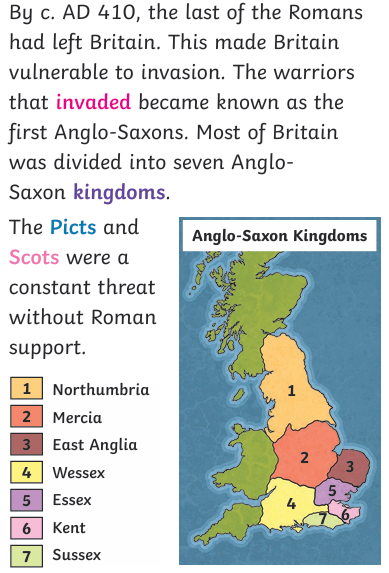 By c. AD 410, the last of the Romans
had left Britain. This made Britain
vulnerable to invasion. The warriors
that invaded became known as the
first Anglo-Saxons. Most of Britain
was divided into seven Anglo-
Saxon kingdoms.
The Picts and
Scots were a
constant threat
without Roman
support.
1 Northumbria
2 Mercia
3 East Anglia
4 Wessex
5 Essex
6 Kent
7 Sussex
Anglo-Saxon Kingdoms
1
2
3
5
4
6
7